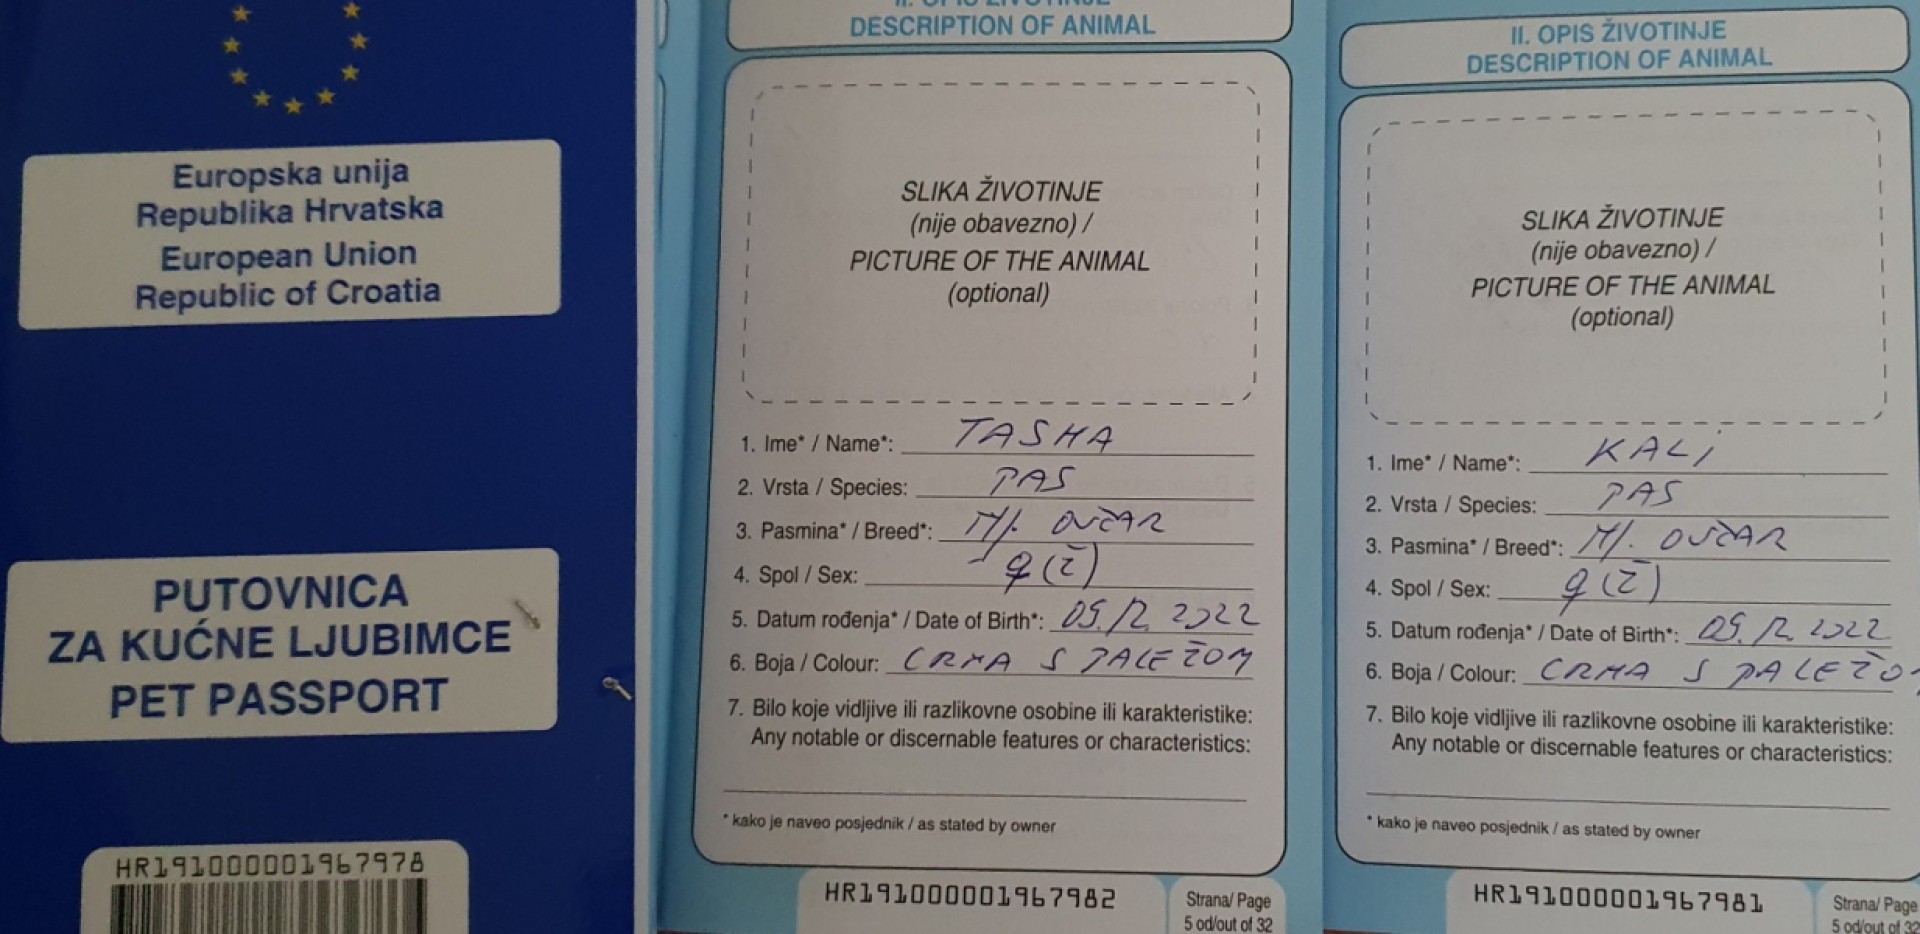 Europska unija
Republika Hrvatska
European Union
Republic of Croatia
PUTOVNICA
ZA KUĆNE LJUBIMCE
PET PASSPORT
HR191000001967978
II. OPIS ŽIVOTINJE
DESCRIPTION OF ANIMAL
SLIKA ŽIVOTINJE
(nije obavezno) /
PICTURE OF THE ANIMAL
(optional)
1. Ime* / Name*: TASHA
2. Vrsta / Species: PAS
3. Pasmina* / Breed*: Nj. OVČAR
4. Spol / Sex: ♀ (Ž)
5. Datum rođenja* / Date of Birth*: 05.12. 2022
6. Boja / Colour: CRNA S PALEŽOM
7. Bilo koje vidljive ili razlikovne osobine ili karakteristike:
Any notable or discernable features or characteristics:
* kako je naveo posjednik / as stated by owner
HR191000001967982
Strana/ Page
5 od/out of 32
II. OPIS ŽIVOTINJE
DESCRIPTION OF ANIMAL
SLIKA ŽIVOTINJE
(nije obavezno) /
PICTURE OF THE ANIMAL
(optional)
1. Ime* / Name*: KALI
2. Vrsta / Species: PAS
3. Pasmina* / Breed*: Nj. OVČAR
4. Spol / Sex: ♀ (Ž)
5. Datum rođenja* / Date of Birth*: 05.12. 2022
6. Boja / Colour: CRNA S PALEŽO
7. Bilo koje vidljive ili razlikovne osobine ili karakteristike:
Any notable or discernable features or characteristics:
* kako je naveo posjednik / as stated by owner
HR191000001967981
Strana/ Page
5 od/out of 32